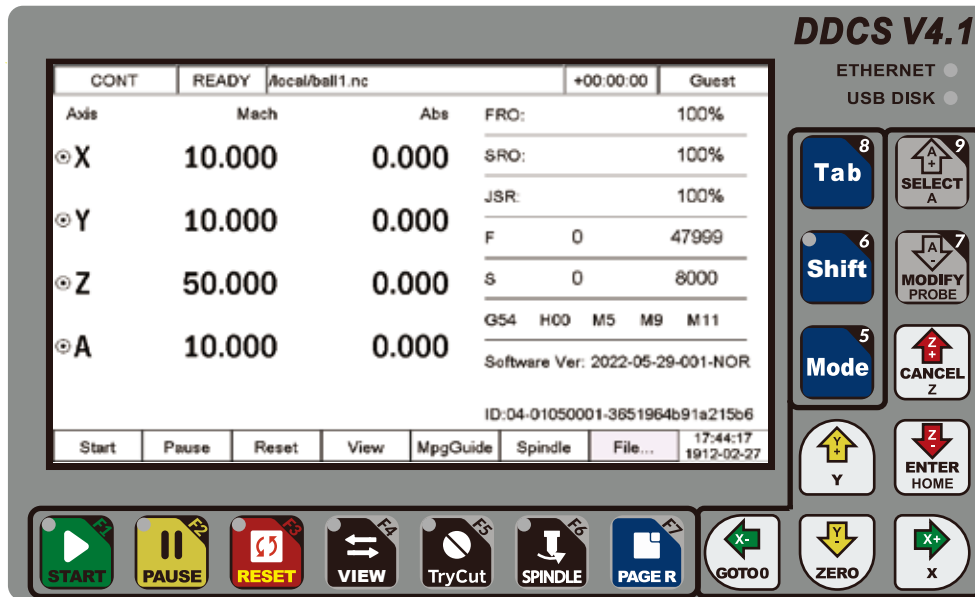 DDCS V4.1
ETHERNET
USB DISK
CONT READY /local/ball1.nc +00:00:00 Guest
Axis Mach Abs FRO: 100%
X 10.000 0.000 SRO: 100%
JSR: 100%
Y 10.000 0.000
F 0 47999
Z 50.000 0.000 S 0 8000
G54 H00 M5 M9 M11
A 10.000 0.000
Software Ver: 2022-05-29-001-NOR
ID:04-01050001-3651964b91a215b6
Start Pause Reset View MpgGuide Spindle File... 17:44:17
1912-02-27
8
Tab
9
A
+
SELECT
A
6
Shift
7
A
-
MODIFY
PROBE
5
Mode
Z
+
CANCEL
Z
Y
+
Y
Z
-
ENTER
HOME
F1
START
F2
PAUSE
F3
RESET
F4
VIEW
F5
TryCut
F6
SPINDLE
F7
PAGE R
X-
GOTO0
Y
-
ZERO
X+
X